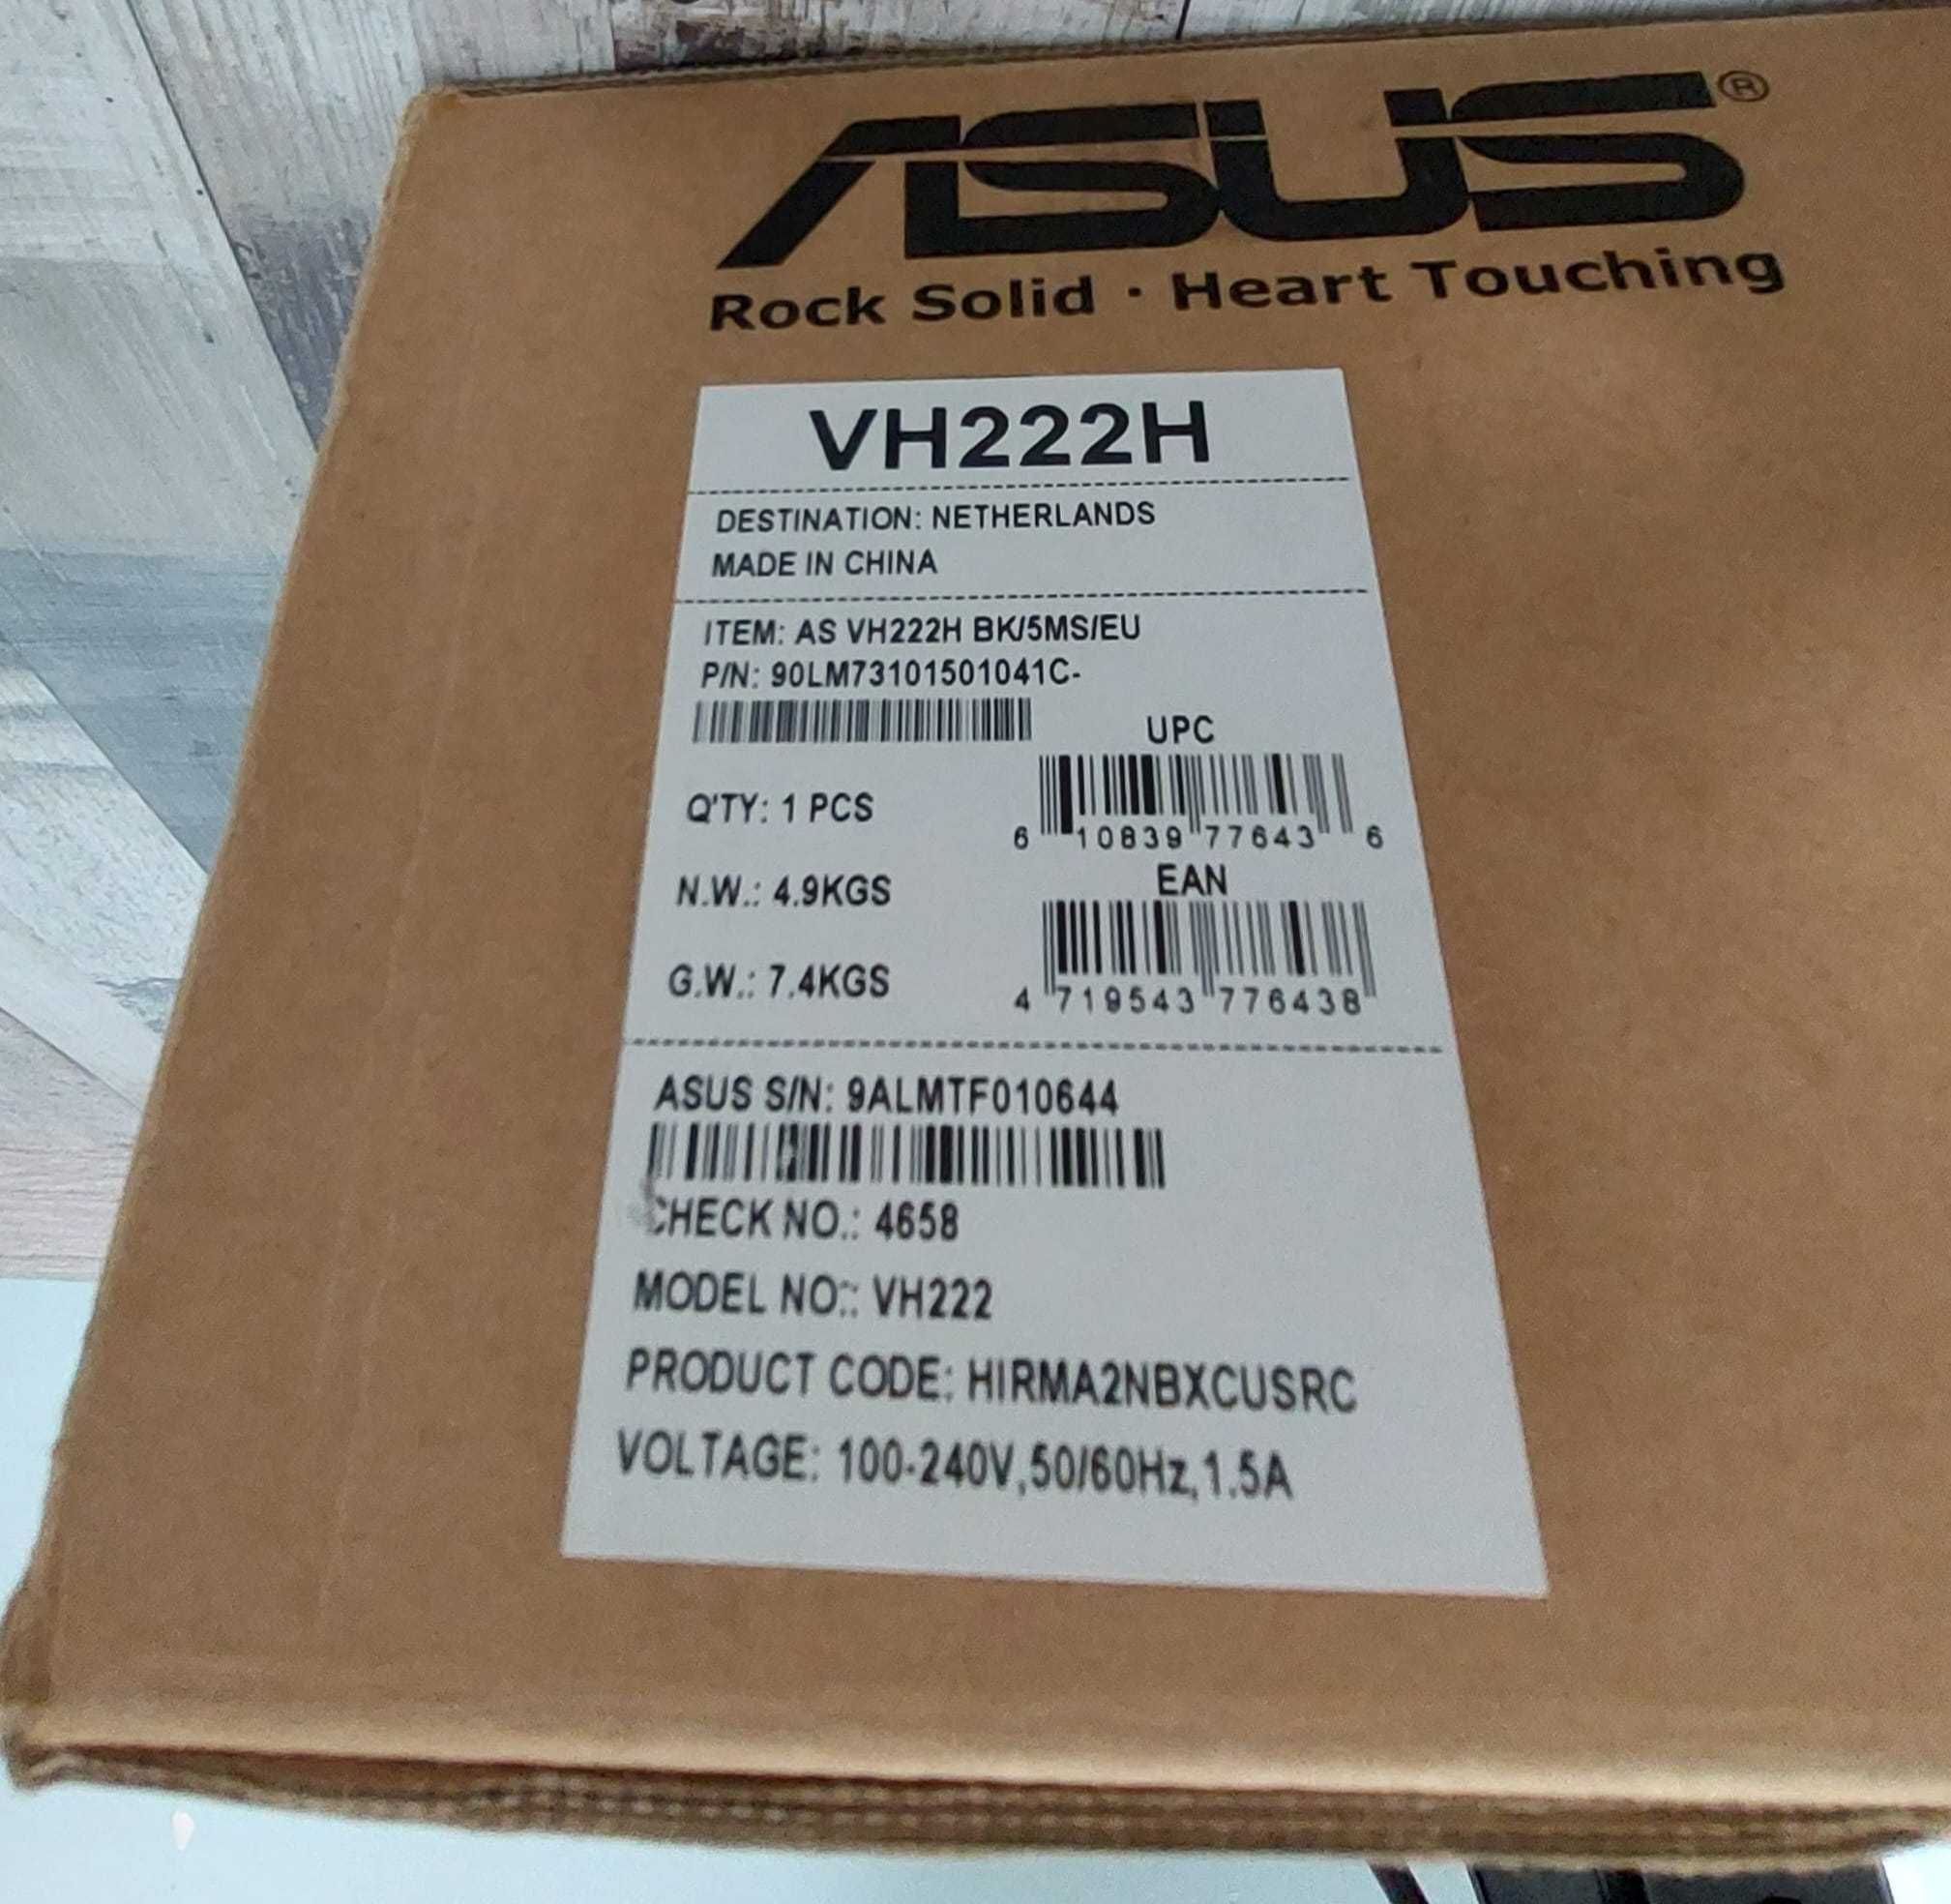 ASUS®
Rock Solid · Heart Touching
VH222H
DESTINATION: NETHERLANDS
MADE IN CHINA
ITEM: AS VH222H BK/5MS/EU
P/N: 90LM73101501041C-
UPC
Q'TY: 1 PCS
6 10839 77643 6
N.W.: 4.9KGS
EAN
G.W.: 7.4KGS
4 719543 776438
ASUS S/N: 9ALMTF010644
CHECK NO.: 4658
MODEL NO.: VH222
PRODUCT CODE: HIRMA2NBXCUSRC
VOLTAGE: 100-240V,50/60Hz,1.5A